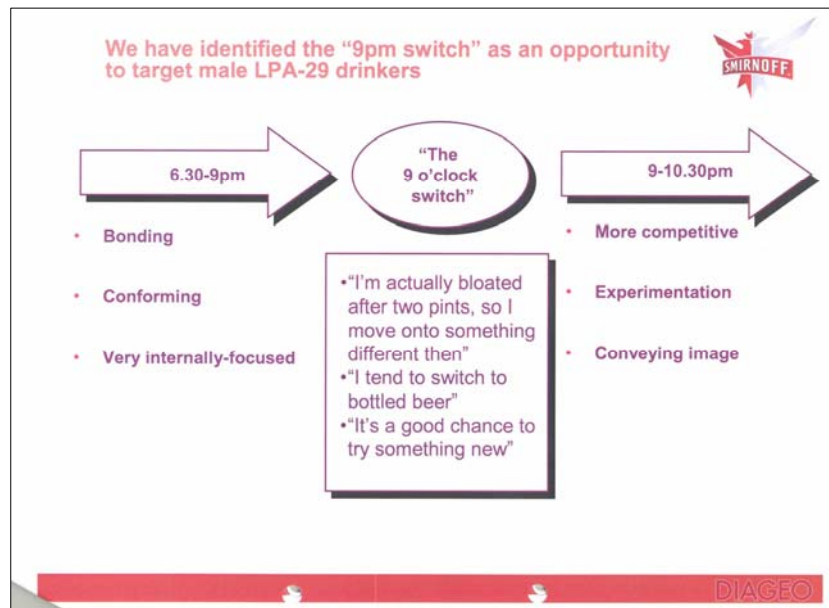 We have identified the “9pm switch” as an opportunity
to target male LPA-29 drinkers
SMIRNOFF
6.30-9pm
“The
9 o’clock
switch”
9-10.30pm
• Bonding
• Conforming
• Very internally-focused
•“I’m actually bloated
after two pints, so I
move onto something
different then”
•“I tend to switch to
bottled beer”
•“It’s a good chance to
try something new”
• More competitive
• Experimentation
• Conveying image
DIAGEO